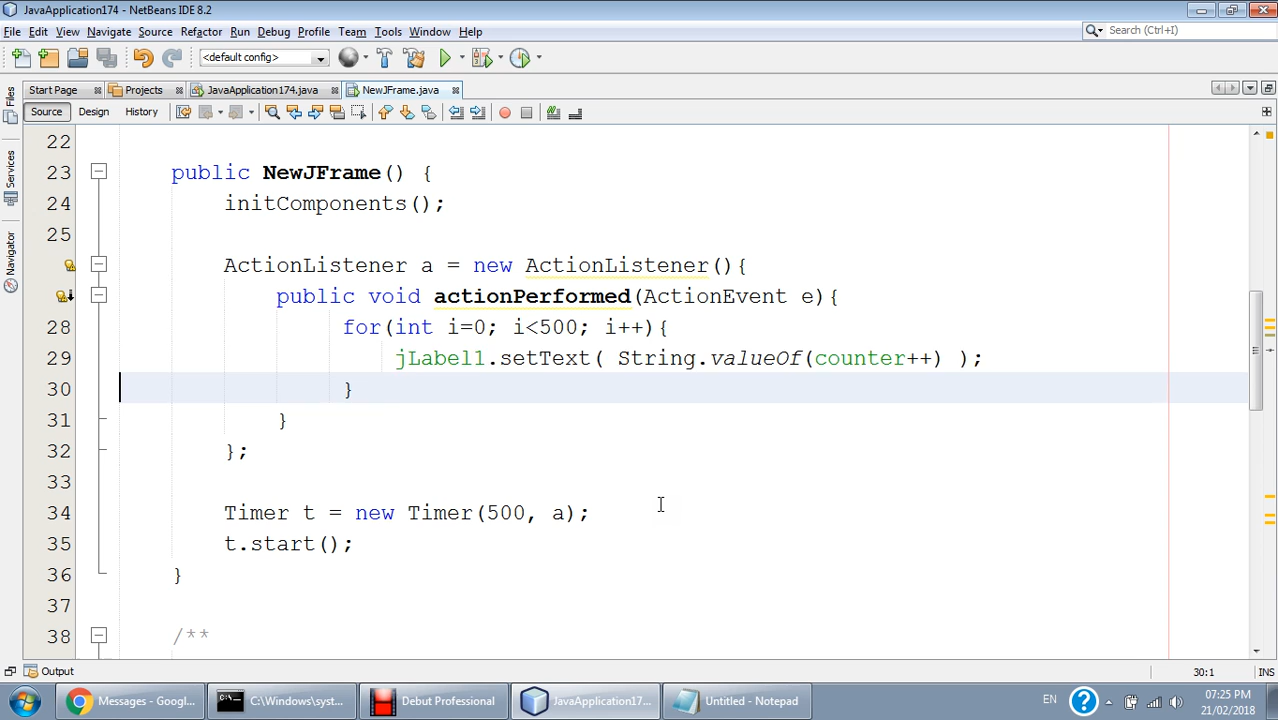 JavaApplication174 - NetBeans IDE 8.2
File Edit View Navigate Source Refactor Run Debug Profile Team Tools Window Help
Search (Ctrl+I)
<default config>
Start Page Projects JavaApplication174.java NewJFrame.java
Source Design History
Files
Services
Navigator
22
23 public NewJFrame() {
24 initComponents();
25
ActionListener a = new ActionListener(){
public void actionPerformed(ActionEvent e){
28 for(int i=0; i<500; i++){
29 jLabel1.setText( String.valueOf(counter++) );
30 }
31 }
32 };
33
34 Timer t = new Timer(500, a);
35 t.start();
36 }
37
38 /**
Output
30:1 INS
Messages - Googl... C:\Windows\syst... Debut Professional JavaApplication17... Untitled - Notepad EN 07:25 PM
21/02/2018